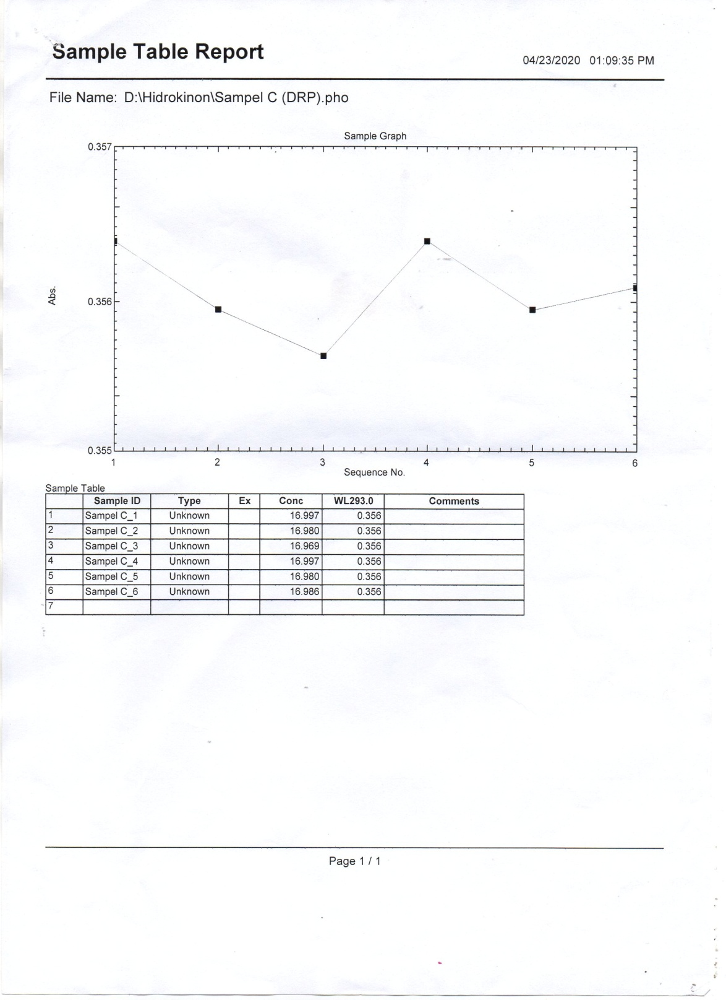 Sample Table Report
04/23/2020 01:09:35 PM
File Name: D:\Hidrokinon\Sampel C (DRP).pho
Sample Graph
0.357
Abs.
0.356
0.355
1 2 3 4 5 6
Sequence No.
Sample Table
Sample ID Type Ex Conc WL293.0 Comments
1 Sampel C_1 Unknown 16.997 0.356
2 Sampel C_2 Unknown 16.980 0.356
3 Sampel C_3 Unknown 16.969 0.356
4 Sampel C_4 Unknown 16.997 0.356
5 Sampel C_5 Unknown 16.980 0.356
6 Sampel C_6 Unknown 16.986 0.356
7
Page 1 / 1